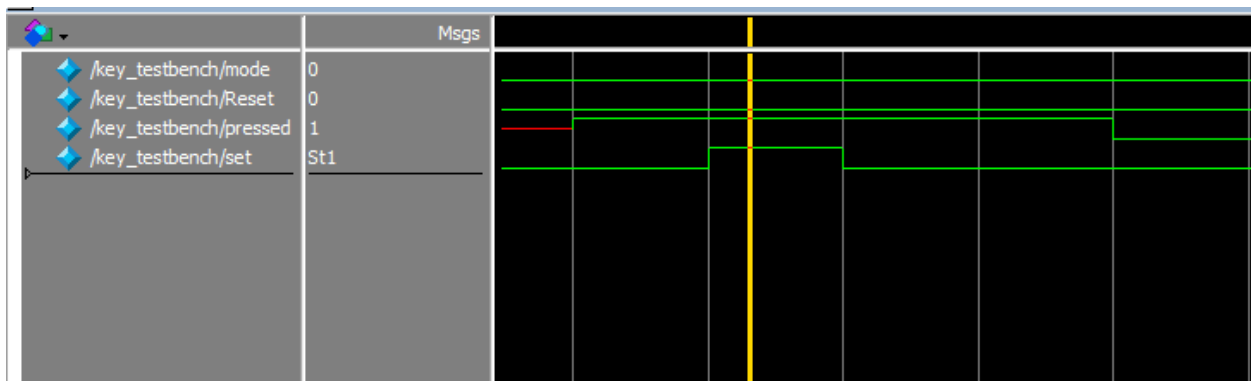 Msgs
/key_testbench/mode 0
/key_testbench/Reset 0
/key_testbench/pressed 1
/key_testbench/set St1